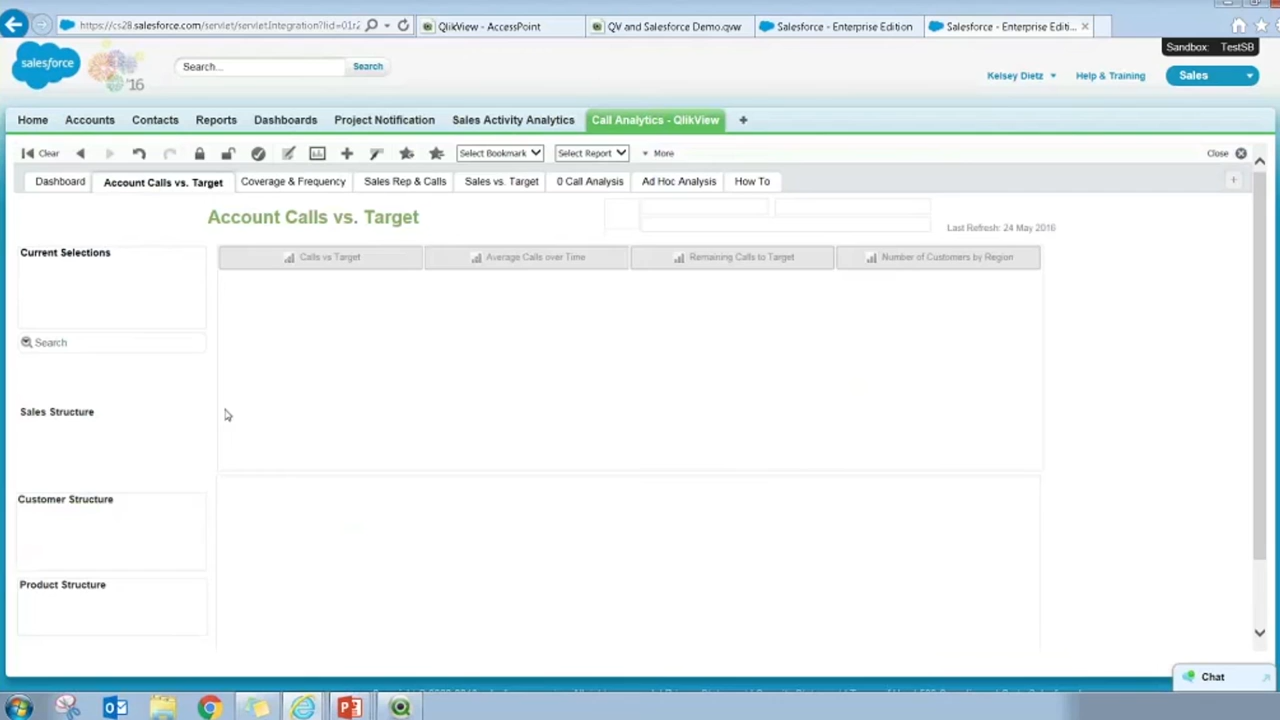 https://cs28.salesforce.com/servlet/servlet.Integration?lid=01r2
QlikView - AccessPoint
QV and Salesforce Demo.qvw
Salesforce - Enterprise Edition
Salesforce - Enterprise Editi...
Sandbox: TestSB
salesforce
'16
Search...
Search
Kelsey Dietz
Help & Training
Sales
Home
Accounts
Contacts
Reports
Dashboards
Project Notification
Sales Activity Analytics
Call Analytics - QlikView
+
Clear
Select Bookmark
Select Report
More
Close
Dashboard
Account Calls vs. Target
Coverage & Frequency
Sales Rep & Calls
Sales vs. Target
0 Call Analysis
Ad Hoc Analysis
How To
+
Account Calls vs. Target
Last Refresh: 24 May 2016
Current Selections
Calls vs Target
Average Calls over Time
Remaining Calls to Target
Number of Customers by Region
Search
Sales Structure
Customer Structure
Product Structure
Chat